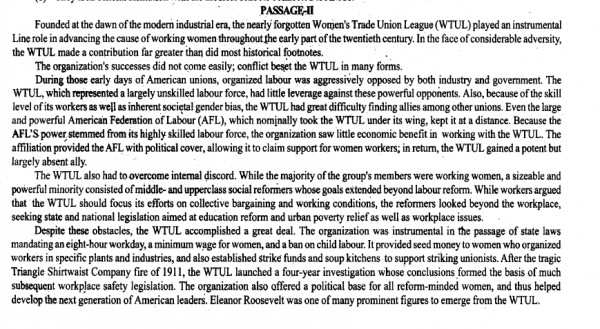 PASSAGE-II
Founded at the dawn of the modern industrial era, the nearly forgotten Women's Trade Union League (WTUL) played an instrumental
Line role in advancing the cause of working women throughout the early part of the twentieth century. In the face of considerable adversity,
the WTUL made a contribution far greater than did most historical footnotes.
The organization's successes did not come easily; conflict beset the WTUL in many forms.
During those early days of American unions, organized labour was aggressively opposed by both industry and government. The
WTUL, which represented a largely unskilled labour force, had little leverage against these powerful opponents. Also, because of the skill
level of its workers as well as inherent societal gender bias, the WTUL had great difficulty finding allies among other unions. Even the large
and powerful American Federation of Labour (AFL), which nominally took the WTUL under its wing, kept it at a distance. Because the
AFL'S power stemmed from its highly skilled labour force, the organization saw little economic benefit in working with the WTUL. The
affiliation provided the AFL with political cover, allowing it to claim support for women workers; in return, the WTUL gained a potent but
largely absent ally.
The WTUL also had to overcome internal discord. While the majority of the group's members were working women, a sizeable and
powerful minority consisted of middle- and upperclass social reformers whose goals extended beyond labour reform. While workers argued
that the WTUL should focus its efforts on collective bargaining and working conditions, the reformers looked beyond the workplace,
seeking state and national legislation aimed at education reform and urban poverty relief as well as workplace issues.
Despite these obstacles, the WTUL accomplished a great deal. The organization was instrumental in the passage of state laws
mandating an eight-hour workday, a minimum wage for women, and a ban on child labour. It provided seed money to women who organized
workers in specific plants and industries, and also established strike funds and soup kitchens to support striking unionists. After the tragic
Triangle Shirtwaist Company fire of 1911, the WTUL launched a four-year investigation whose conclusions formed the basis of much
subsequent workplace safety legislation. The organization also offered a political base for all reform-minded women, and thus helped
develop the next generation of American leaders. Eleanor Roosevelt was one of many prominent figures to emerge from the WTUL.